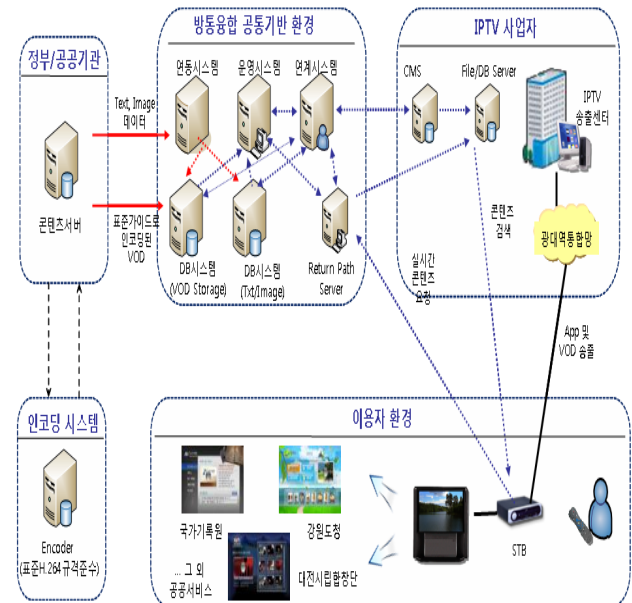 정부/공공기관
콘텐츠서버
Text, Image
데이터
표준가이드로
인코딩된
VOD
방통융합 공통기반 환경
연동시스템
운영시스템
연계시스템
DB시스템
(VOD Storage)
DB시스템
(Txt/Image)
Return Path
Server
IPTV 사업자
CMS
File/DB Server
IPTV
송출센터
콘텐츠
검색
광대역통합망
실시간
콘텐츠
요청
App 및
VOD 송출
인코딩 시스템
Encoder
(표준H.264규격준수)
이용자 환경
국가기록원
강원도청
... 그 외
공공서비스
대전시립합창단
STB